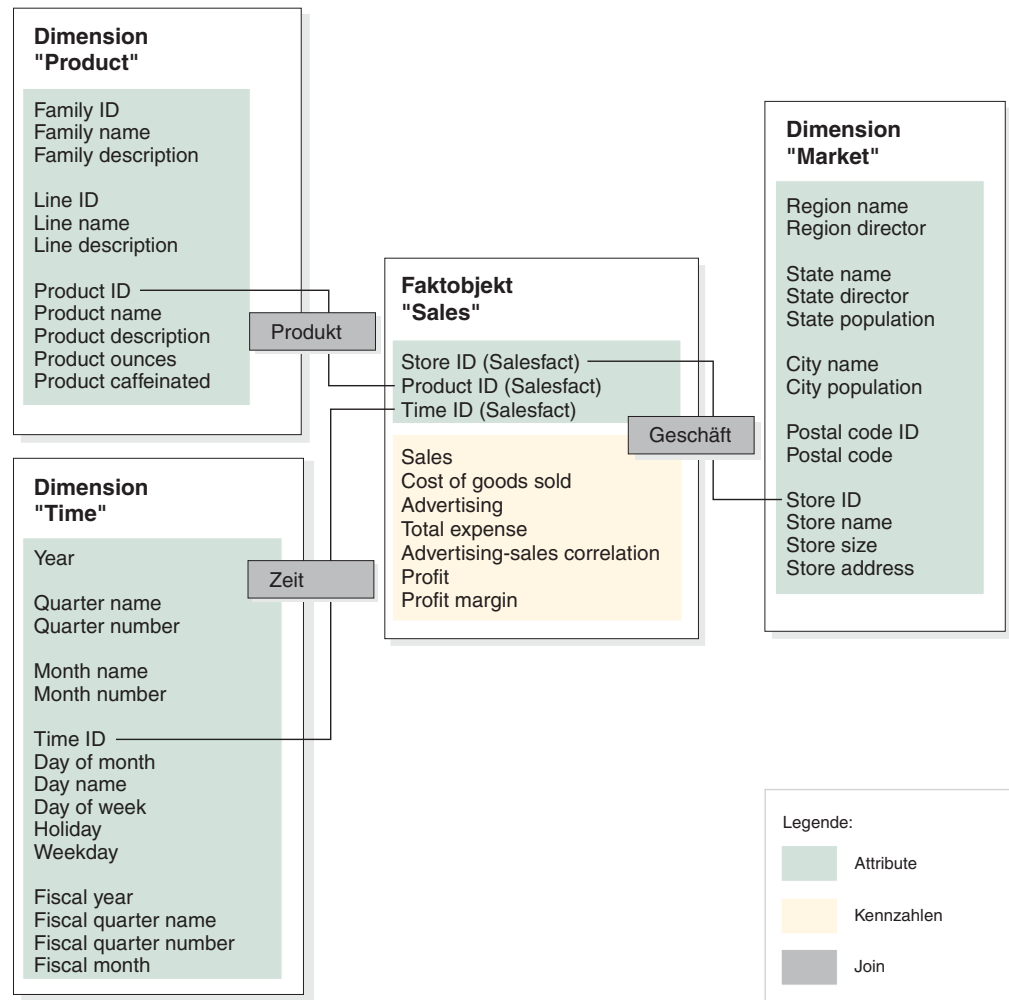 Dimension
"Product"
Family ID
Family name
Family description
Line ID
Line name
Line description
Product ID
Product name
Product description
Product ounces
Product caffeinated
Produkt
Dimension
"Time"
Year
Quarter name
Quarter number
Month name
Month number
Time ID
Day of month
Day name
Day of week
Holiday
Weekday
Fiscal year
Fiscal quarter name
Fiscal quarter number
Fiscal month
Zeit
Faktobjekt
"Sales"
Store ID (Salesfact)
Product ID (Salesfact)
Time ID (Salesfact)
Sales
Cost of goods sold
Advertising
Total expense
Advertising-sales correlation
Profit
Profit margin
Geschäft
Dimension
"Market"
Region name
Region director
State name
State director
State population
City name
City population
Postal code ID
Postal code
Store ID
Store name
Store size
Store address
Legende:
Attribute
Kennzahlen
Join